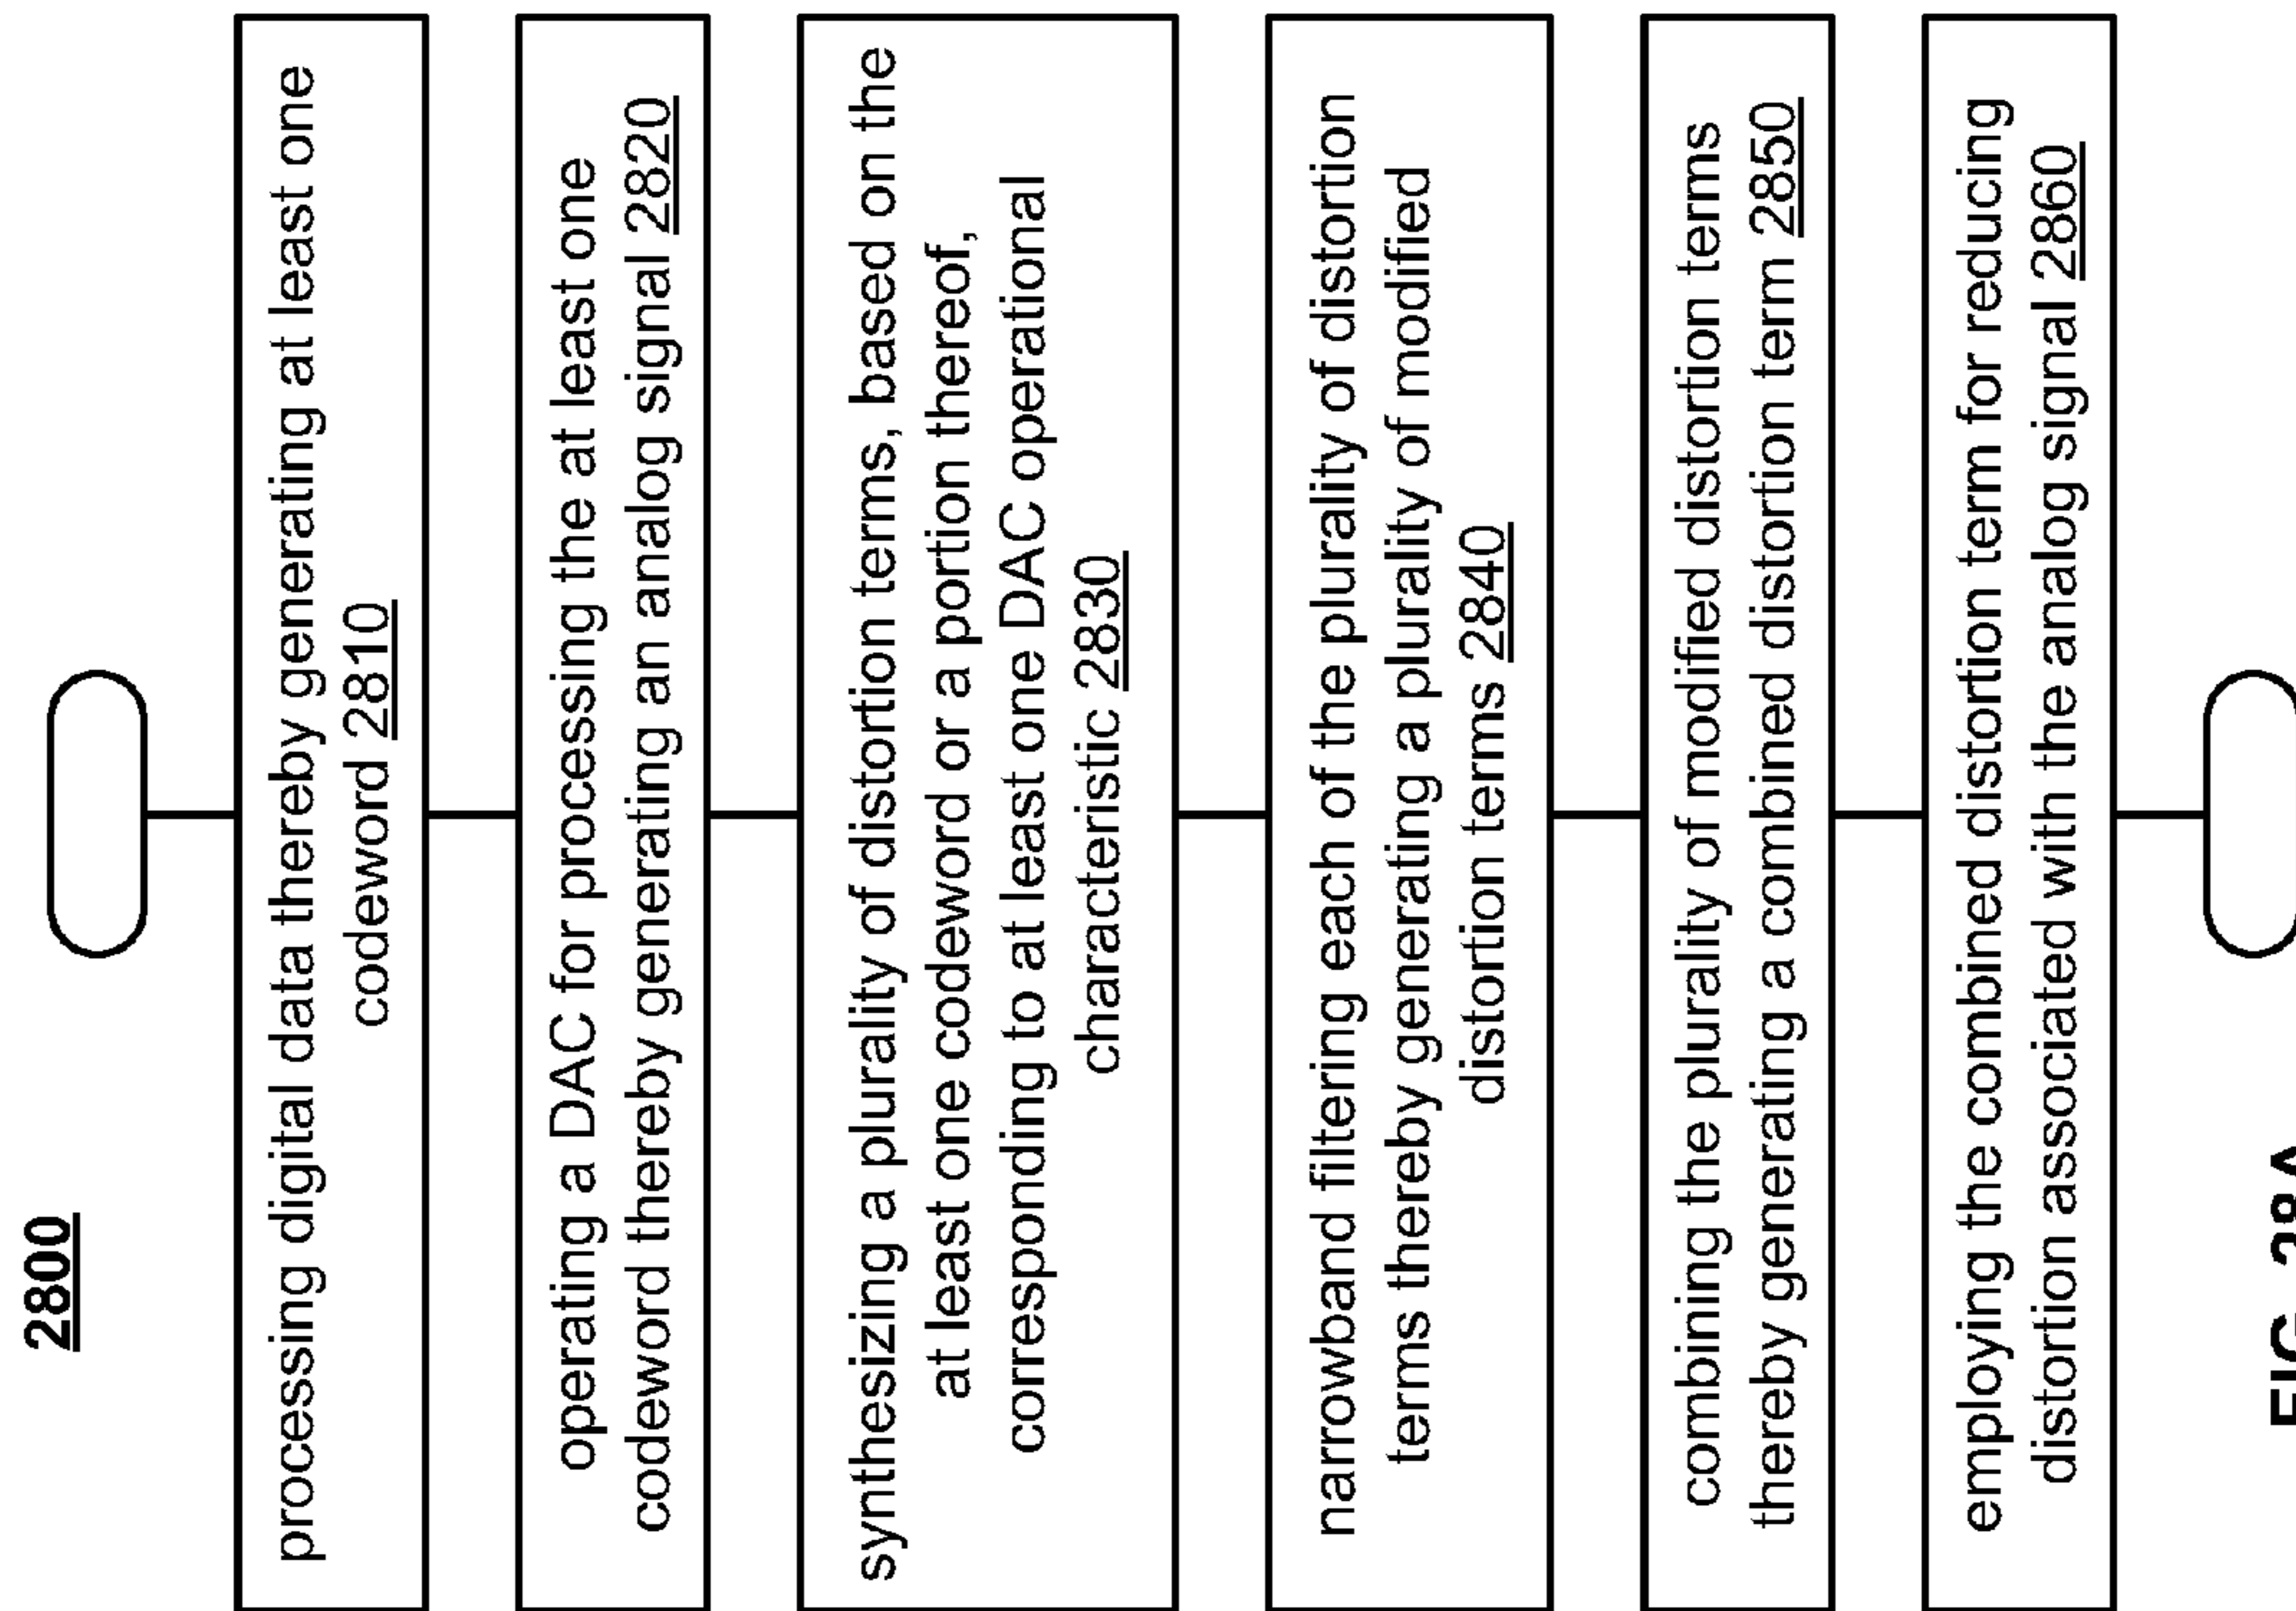 2800
processing digital data thereby generating at least one
codeword 2810
operating a DAC for processing the at least one
codeword thereby generating an analog signal 2820
synthesizing a plurality of distortion terms, based on the
at least one codeword or a portion thereof,
corresponding to at least one DAC operational
characteristic 2830
narrowband filtering each of the plurality of distortion
terms thereby generating a plurality of modified
distortion terms 2840
combining the plurality of modified distortion terms
thereby generating a combined distortion term 2850
employing the combined distortion term for reducing
distortion associated with the analog signal 2860
FIG. 28A